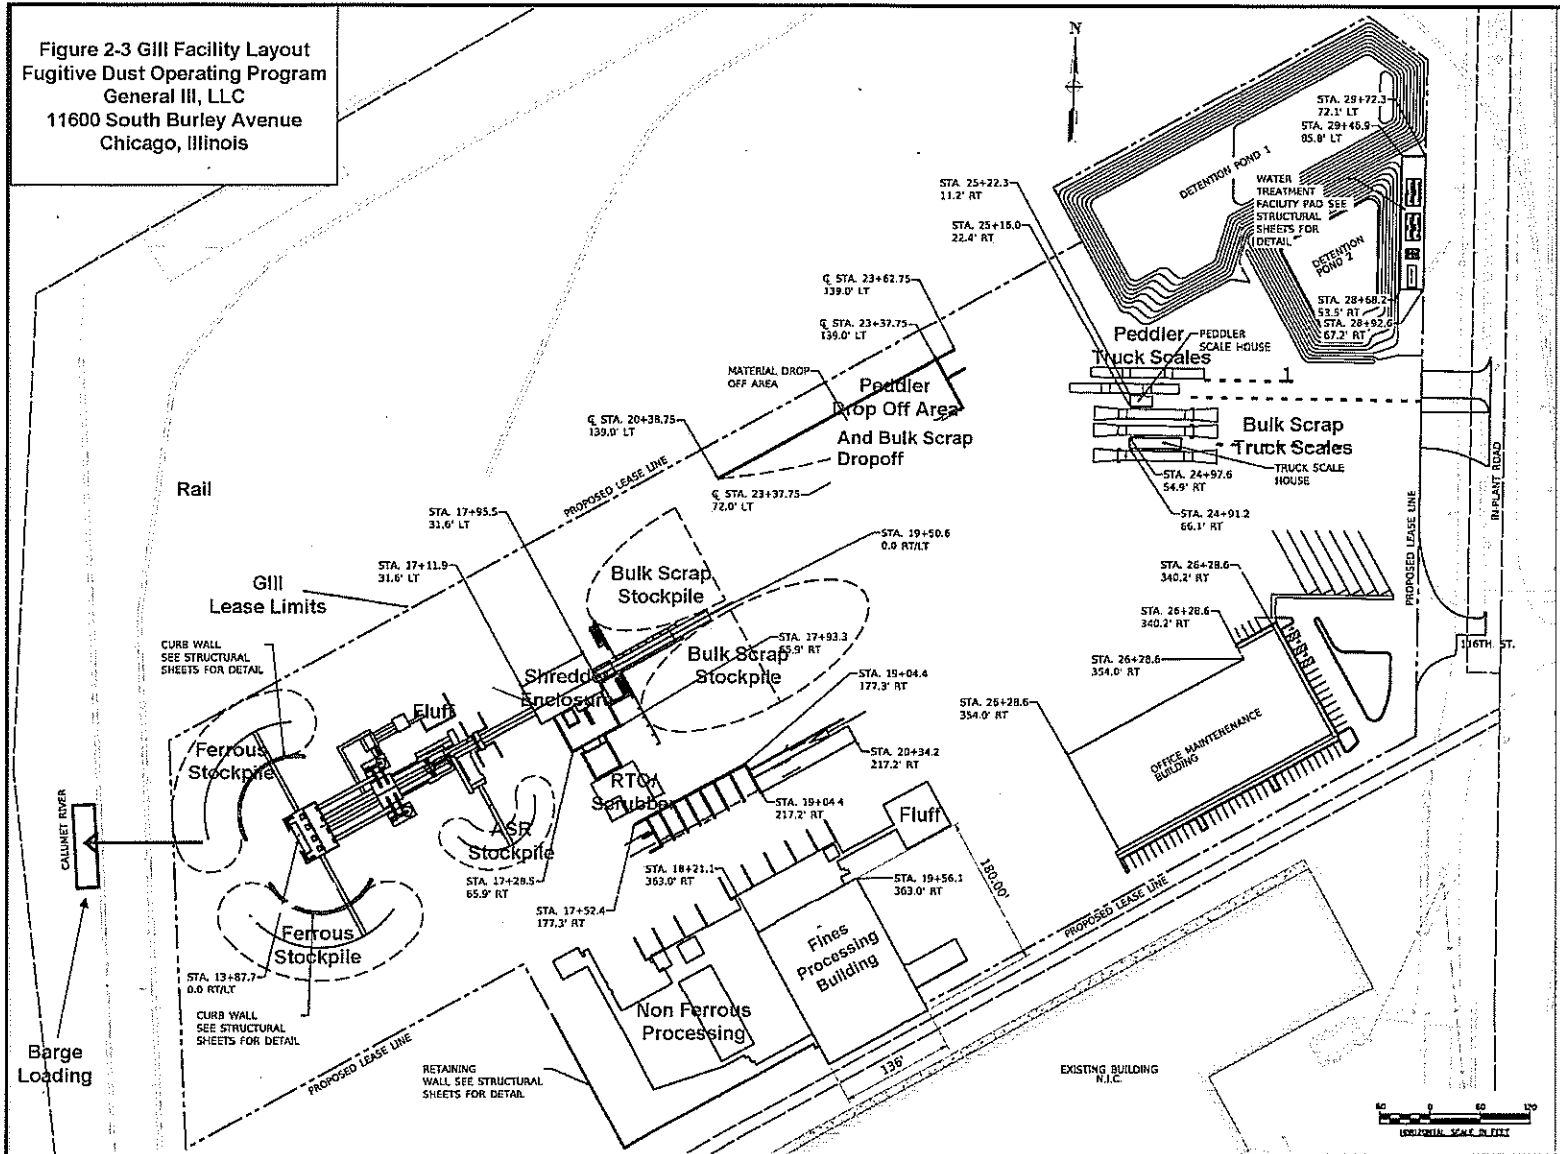 Figure 2-3 GIII Facility Layout
Fugitive Dust Operating Program
General III, LLC
11600 South Burley Avenue
Chicago, Illinois
N
STA. 29+72.3
72.1' LT
STA. 29+46.9
85.8' LT
DETENTION POND 1
WATER
TREATMENT
FACILITY PAD SEE
STRUCTURAL
SHEETS FOR
DETAIL
DETENTION
POND 2
STA. 28+68.2
53.5' RT
STA. 28+92.6
67.2' RT
STA. 25+22.3
11.2' RT
STA. 25+16.0
22.4' RT
℄ STA. 23+62.75
139.0' LT
℄ STA. 23+37.75
139.0' LT
MATERIAL DROP
OFF AREA
Peddler
Drop Off Area
And Bulk Scrap
Dropoff
℄ STA. 20+38.75
139.0' LT
℄ STA. 23+37.75
72.0' LT
Peddler
Truck Scales
PEDDLER
SCALE HOUSE
1
Bulk Scrap
Truck Scales
TRUCK SCALE
HOUSE
STA. 24+97.6
54.9' RT
STA. 24+91.2
66.1' RT
IN-PLANT ROAD
PROPOSED LEASE LINE
116TH. ST.
Rail
PROPOSED LEASE LINE
STA. 17+95.5
31.6' LT
STA. 17+11.9
31.6' LT
STA. 19+50.6
0.0 RT/LT
GIII
Lease Limits
Bulk Scrap
Stockpile
Bulk Scrap
Stockpile
STA. 17+93.3
65.9' RT
STA. 19+04.4
177.3' RT
STA. 26+28.6
340.2' RT
STA. 26+28.6
340.2' RT
STA. 26+28.6
354.0' RT
STA. 26+28.6
354.0' RT
OFFICE MAINTENENANCE
BUILDING
CURB WALL
SEE STRUCTURAL
SHEETS FOR DETAIL
Shredder
Enclosure
Fluff
Ferrous
Stockpile
RTO/
Scrubber
STA. 20+34.2
217.2' RT
STA. 19+04.4
217.2' RT
Fluff
ASR
Stockpile
CALUMET RIVER
STA. 17+28.5
65.9' RT
STA. 17+52.4
177.3' RT
STA. 18+21.1
363.0' RT
STA. 19+56.1
363.0' RT
180.00'
PROPOSED LEASE LINE
Ferrous
Stockpile
STA. 13+87.7
0.0 RT/LT
CURB WALL
SEE STRUCTURAL
SHEETS FOR DETAIL
Fines
Processing
Building
Non Ferrous
Processing
Barge
Loading
PROPOSED LEASE LINE
RETAINING
WALL SEE STRUCTURAL
SHEETS FOR DETAIL
136'
EXISTING BUILDING
N.I.C.
60 0 60 120
HORIZONTAL SCALE IN FEET